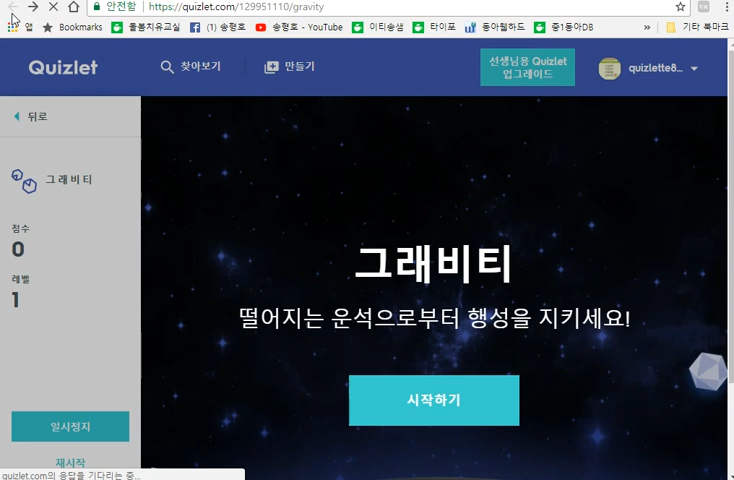 안전함 https://quizlet.com/129951110/gravity
앱 Bookmarks 돌봄치유교실 (1) 송형호 송형호 - YouTube 이티송샘 타이포 동아웰하드 중1동아DB » 기타 북마크
Quizlet 찾아보기 만들기 선생님용 Quizlet 업그레이드 quizlette8...
뒤로
그래비티
점수
0
레벨
1
그래비티
떨어지는 운석으로부터 행성을 지키세요!
시작하기
일시정지
재시작
quizlet.com의 응답을 기다리는 중...